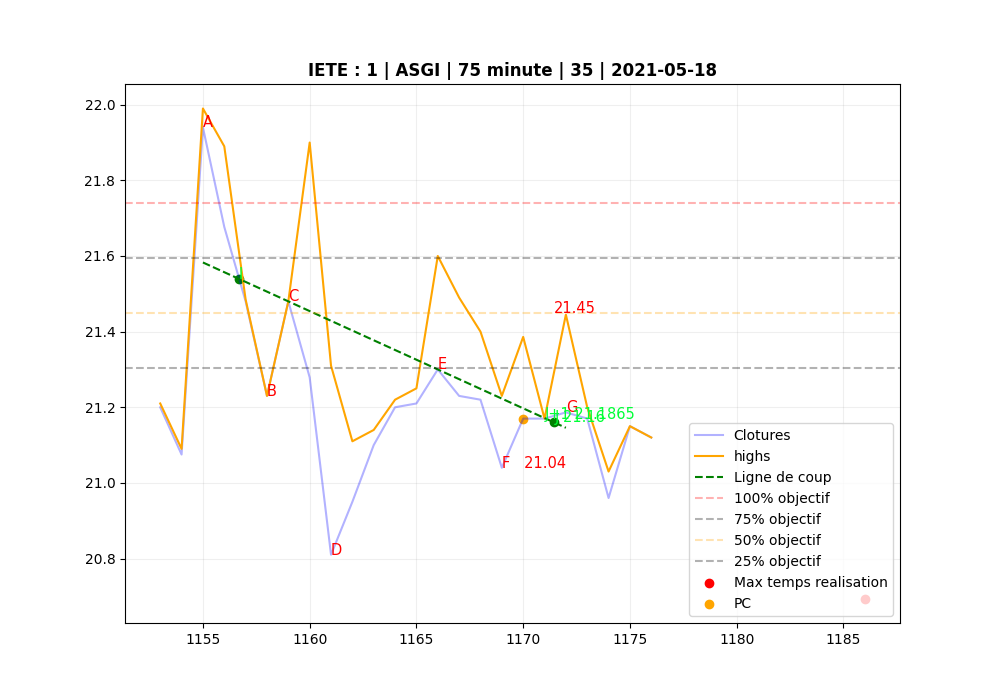 IETE : 1 | ASGI | 75 minute | 35 | 2021-05-18
22.0
21.8
21.6
21.4
21.2
21.0
20.8
A
B
C
D
E
F
21.04
21.45
G
Clotures
highs
Ligne de coup
100% objectif
75% objectif
50% objectif
25% objectif
Max temps realisation
PC
1155
1160
1165
1170
1175
1180
1185